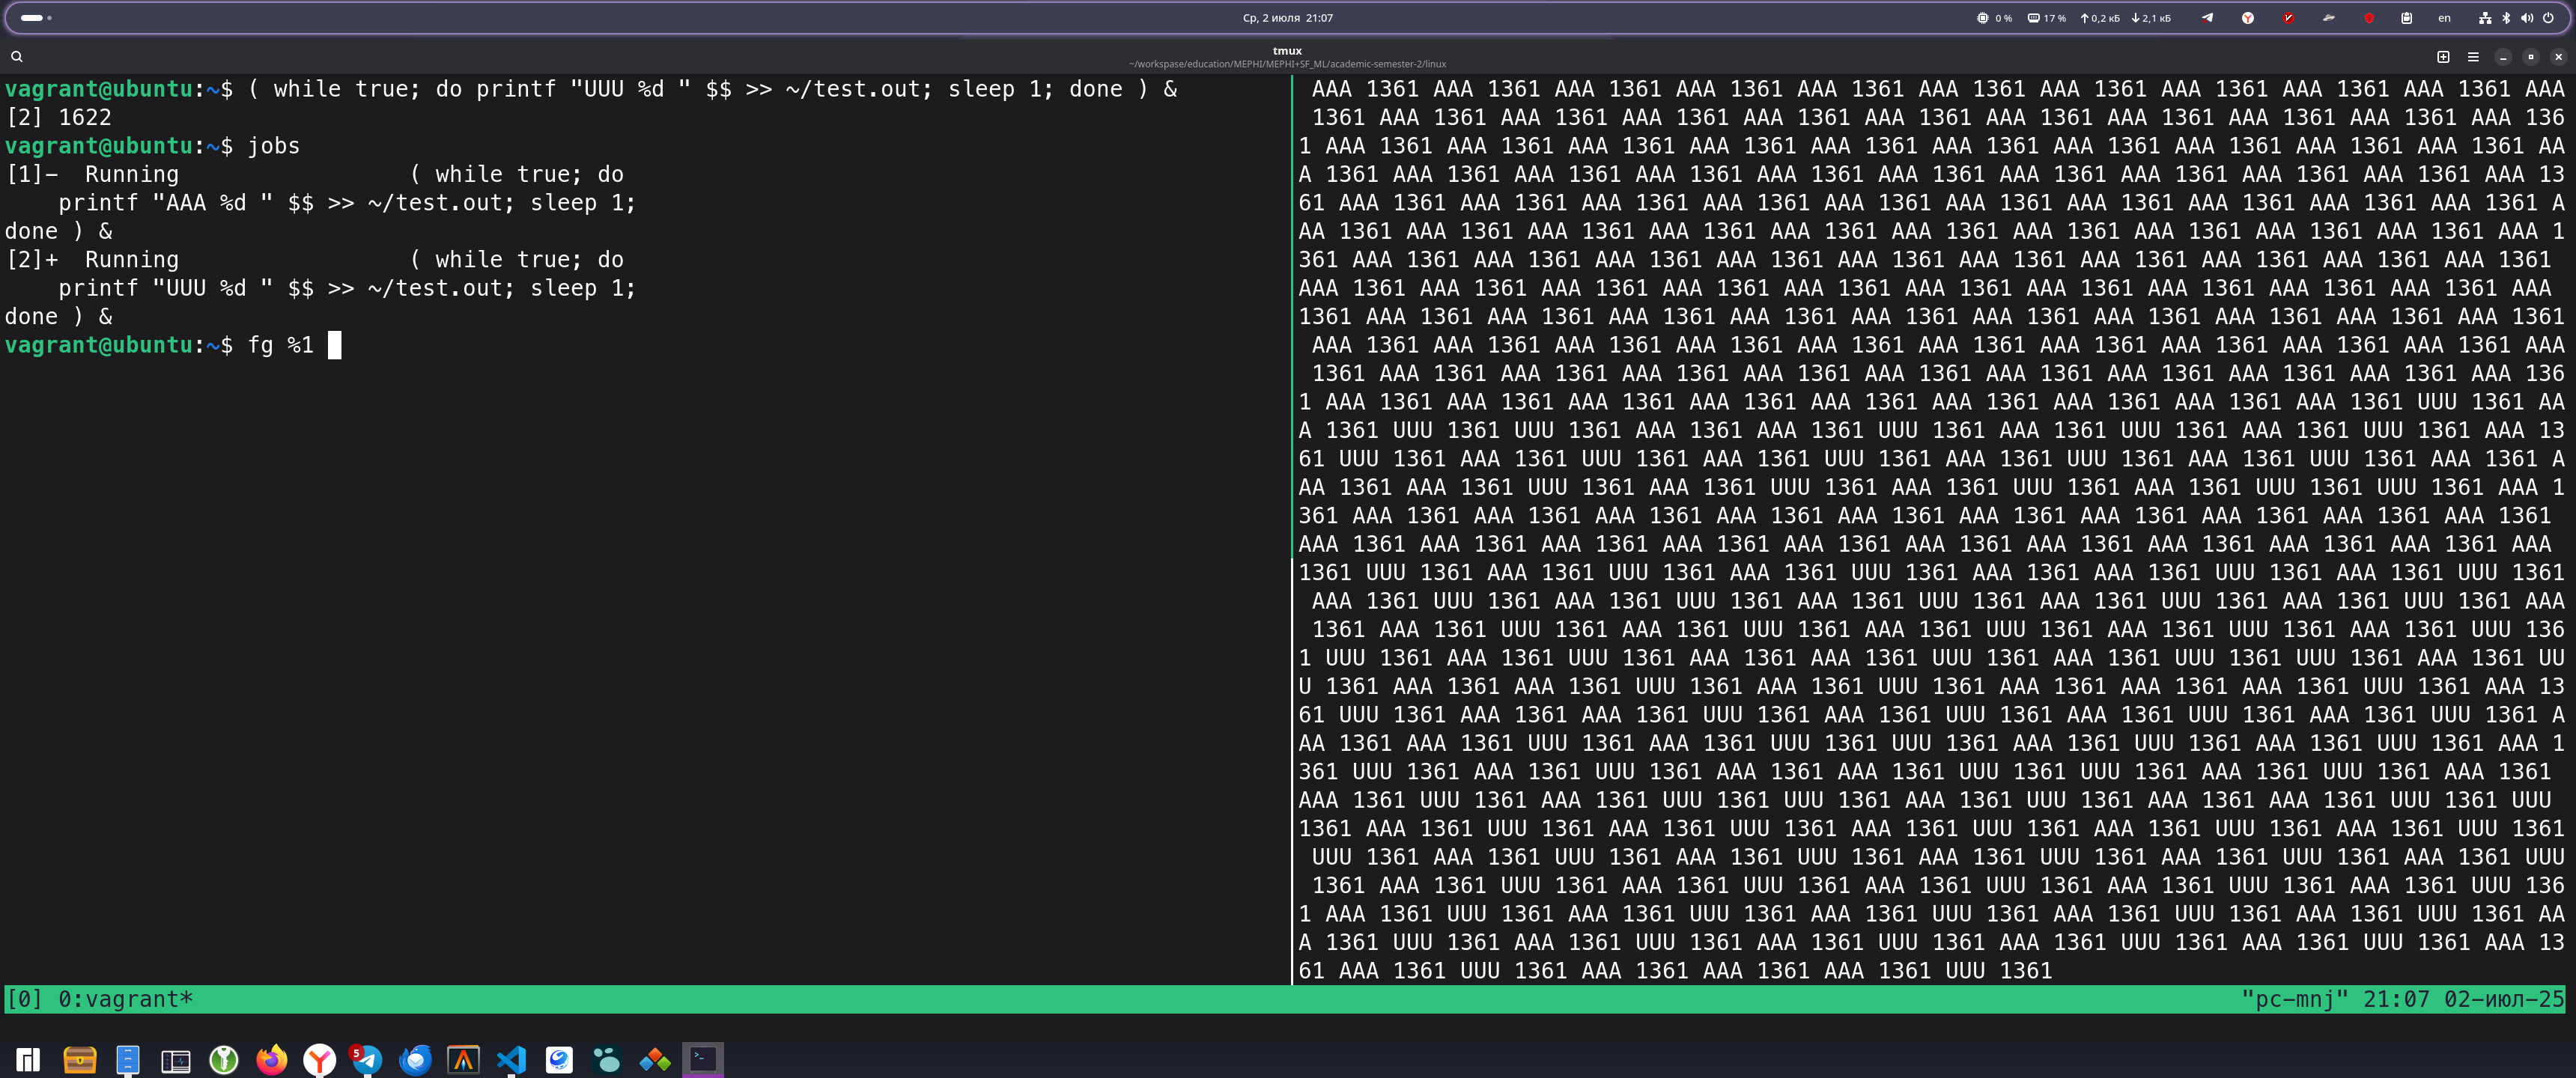 Ср, 2 июля 21:07
0 % 17 % 0,2 кБ 2,1 кБ en
tmux
~/workspase/education/MEPHI/MEPHI+SF_ML/academic-semester-2/linux
vagrant@ubuntu:~$ ( while true; do printf "UUU %d " $$ >> ~/test.out; sleep 1; done ) &
[2] 1622
vagrant@ubuntu:~$ jobs
[1]-  Running                 ( while true; do
    printf "AAA %d " $$ >> ~/test.out; sleep 1;
done ) &
[2]+  Running                 ( while true; do
    printf "UUU %d " $$ >> ~/test.out; sleep 1;
done ) &
vagrant@ubuntu:~$ fg %1
 AAA 1361 AAA 1361 AAA 1361 AAA 1361 AAA 1361 AAA 1361 AAA 1361 AAA 1361 AAA 1361 AAA 1361 AAA
 1361 AAA 1361 AAA 1361 AAA 1361 AAA 1361 AAA 1361 AAA 1361 AAA 1361 AAA 1361 AAA 1361 AAA 136
1 AAA 1361 AAA 1361 AAA 1361 AAA 1361 AAA 1361 AAA 1361 AAA 1361 AAA 1361 AAA 1361 AAA 1361 AA
A 1361 AAA 1361 AAA 1361 AAA 1361 AAA 1361 AAA 1361 AAA 1361 AAA 1361 AAA 1361 AAA 1361 AAA 13
61 AAA 1361 AAA 1361 AAA 1361 AAA 1361 AAA 1361 AAA 1361 AAA 1361 AAA 1361 AAA 1361 AAA 1361 A
AA 1361 AAA 1361 AAA 1361 AAA 1361 AAA 1361 AAA 1361 AAA 1361 AAA 1361 AAA 1361 AAA 1361 AAA 1
361 AAA 1361 AAA 1361 AAA 1361 AAA 1361 AAA 1361 AAA 1361 AAA 1361 AAA 1361 AAA 1361 AAA 1361
AAA 1361 AAA 1361 AAA 1361 AAA 1361 AAA 1361 AAA 1361 AAA 1361 AAA 1361 AAA 1361 AAA 1361 AAA
1361 AAA 1361 AAA 1361 AAA 1361 AAA 1361 AAA 1361 AAA 1361 AAA 1361 AAA 1361 AAA 1361 AAA 1361
 AAA 1361 AAA 1361 AAA 1361 AAA 1361 AAA 1361 AAA 1361 AAA 1361 AAA 1361 AAA 1361 AAA 1361 AAA
 1361 AAA 1361 AAA 1361 AAA 1361 AAA 1361 AAA 1361 AAA 1361 AAA 1361 AAA 1361 AAA 1361 AAA 136
1 AAA 1361 AAA 1361 AAA 1361 AAA 1361 AAA 1361 AAA 1361 AAA 1361 AAA 1361 AAA 1361 UUU 1361 AA
A 1361 UUU 1361 UUU 1361 AAA 1361 AAA 1361 UUU 1361 AAA 1361 UUU 1361 AAA 1361 UUU 1361 AAA 13
61 UUU 1361 AAA 1361 UUU 1361 AAA 1361 UUU 1361 AAA 1361 UUU 1361 AAA 1361 UUU 1361 AAA 1361 A
AA 1361 AAA 1361 UUU 1361 AAA 1361 UUU 1361 AAA 1361 UUU 1361 AAA 1361 UUU 1361 UUU 1361 AAA 1
361 AAA 1361 AAA 1361 AAA 1361 AAA 1361 AAA 1361 AAA 1361 AAA 1361 AAA 1361 AAA 1361 AAA 1361
AAA 1361 AAA 1361 AAA 1361 AAA 1361 AAA 1361 AAA 1361 AAA 1361 AAA 1361 AAA 1361 AAA 1361 AAA
1361 UUU 1361 AAA 1361 UUU 1361 AAA 1361 UUU 1361 AAA 1361 AAA 1361 UUU 1361 AAA 1361 UUU 1361
 AAA 1361 UUU 1361 AAA 1361 UUU 1361 AAA 1361 UUU 1361 AAA 1361 UUU 1361 AAA 1361 UUU 1361 AAA
 1361 AAA 1361 UUU 1361 AAA 1361 UUU 1361 AAA 1361 UUU 1361 AAA 1361 UUU 1361 AAA 1361 UUU 136
1 UUU 1361 AAA 1361 UUU 1361 AAA 1361 AAA 1361 UUU 1361 AAA 1361 UUU 1361 UUU 1361 AAA 1361 UU
U 1361 AAA 1361 AAA 1361 UUU 1361 AAA 1361 UUU 1361 AAA 1361 AAA 1361 AAA 1361 UUU 1361 AAA 13
61 UUU 1361 AAA 1361 AAA 1361 UUU 1361 AAA 1361 UUU 1361 AAA 1361 UUU 1361 AAA 1361 UUU 1361 A
AA 1361 AAA 1361 UUU 1361 AAA 1361 UUU 1361 UUU 1361 AAA 1361 UUU 1361 AAA 1361 UUU 1361 AAA 1
361 UUU 1361 AAA 1361 UUU 1361 AAA 1361 AAA 1361 UUU 1361 UUU 1361 AAA 1361 UUU 1361 AAA 1361
AAA 1361 UUU 1361 AAA 1361 UUU 1361 UUU 1361 AAA 1361 UUU 1361 AAA 1361 AAA 1361 UUU 1361 UUU
1361 AAA 1361 UUU 1361 AAA 1361 UUU 1361 AAA 1361 UUU 1361 AAA 1361 UUU 1361 AAA 1361 UUU 1361
 UUU 1361 AAA 1361 UUU 1361 AAA 1361 UUU 1361 AAA 1361 UUU 1361 AAA 1361 UUU 1361 AAA 1361 UUU
 1361 AAA 1361 UUU 1361 AAA 1361 UUU 1361 AAA 1361 UUU 1361 AAA 1361 UUU 1361 AAA 1361 UUU 136
1 AAA 1361 UUU 1361 AAA 1361 UUU 1361 AAA 1361 UUU 1361 AAA 1361 UUU 1361 AAA 1361 UUU 1361 AA
A 1361 UUU 1361 AAA 1361 UUU 1361 AAA 1361 UUU 1361 AAA 1361 UUU 1361 AAA 1361 UUU 1361 AAA 13
61 AAA 1361 UUU 1361 AAA 1361 AAA 1361 AAA 1361 UUU 1361
[0] 0:vagrant* "pc-mnj" 21:07 02-июл-25
5